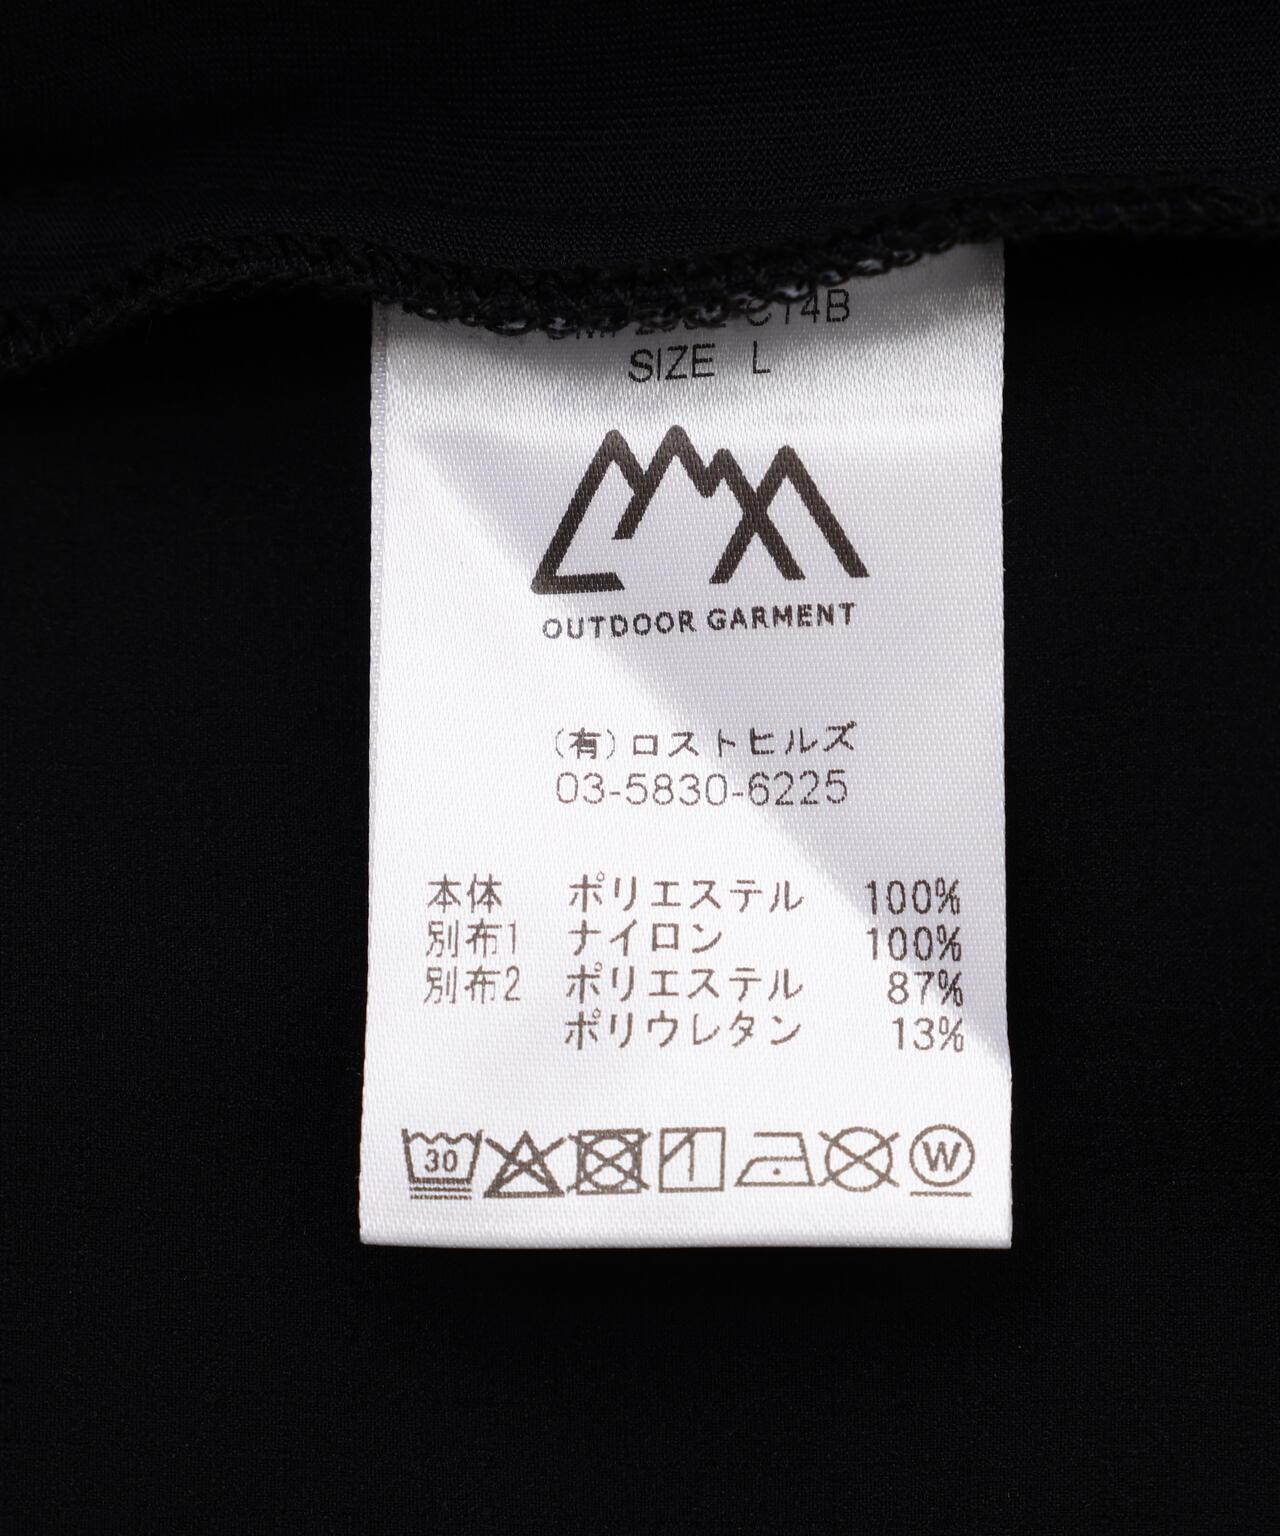 C14B
SIZE L
OUTDOOR GARMENT
(有)ロストヒルズ
03-5830-6225
本体 ポリエステル 100%
別布1 ナイロン 100%
別布2 ポリエステル 87%
ポリウレタン 13%
30
W